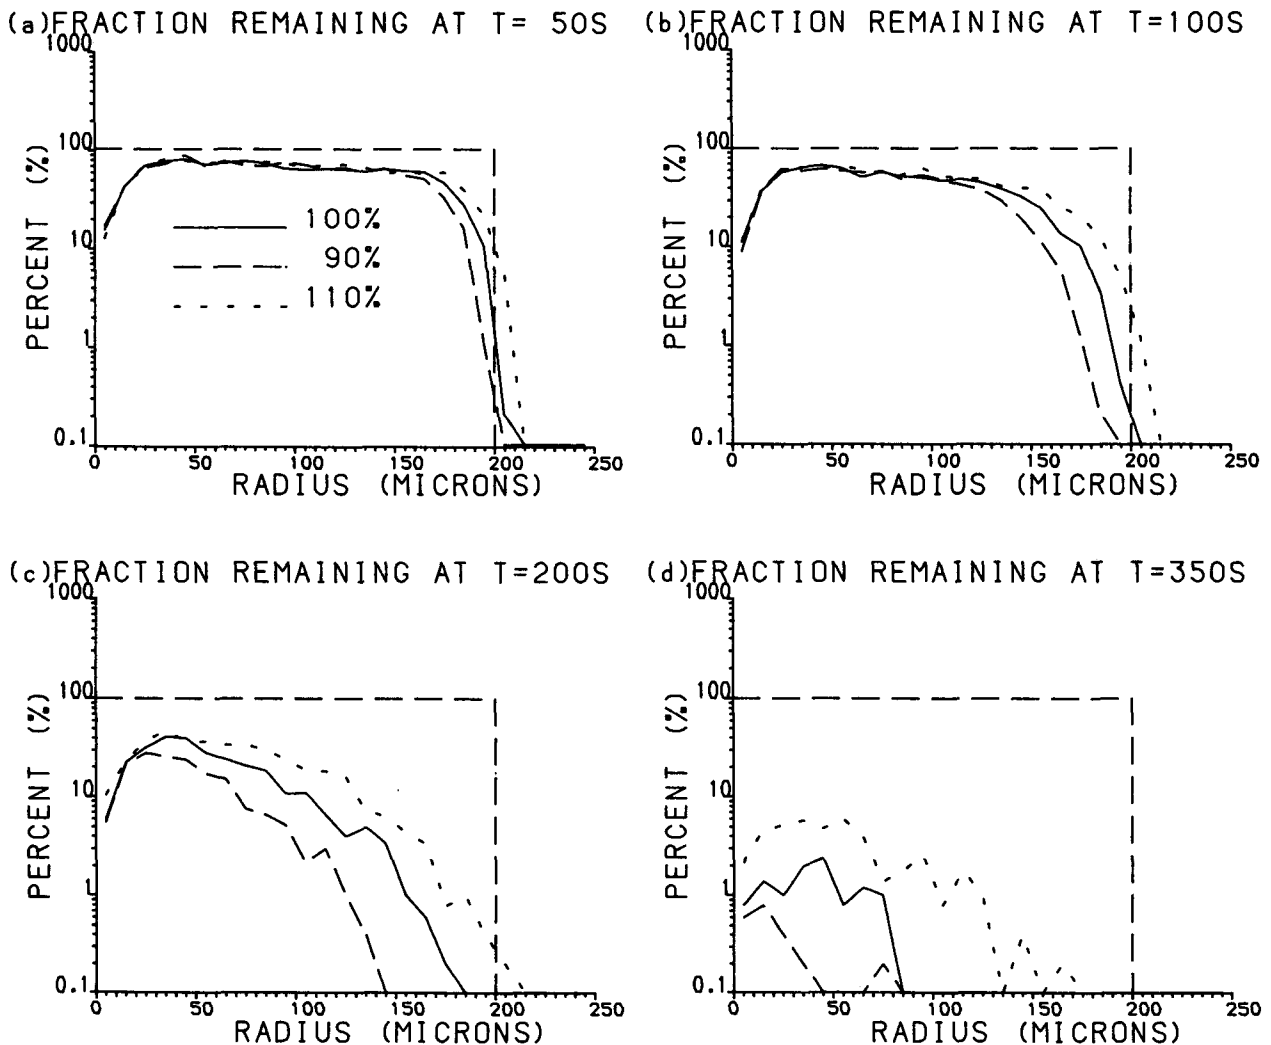 (a)FRACTION REMAINING AT T= 50S
1000
100
10
1
0.1
PERCENT (%)
100%
90%
110%
0 50 100 150 200 250
RADIUS (MICRONS)
(b)FRACTION REMAINING AT T=100S
1000
100
10
1
0.1
PERCENT (%)
0 50 100 150 200 250
RADIUS (MICRONS)
(c)FRACTION REMAINING AT T=200S
1000
100
10
1
0.1
PERCENT (%)
0 50 100 150 200 250
RADIUS (MICRONS)
(d)FRACTION REMAINING AT T=350S
1000
100
10
1
0.1
PERCENT (%)
0 50 100 150 200 250
RADIUS (MICRONS)